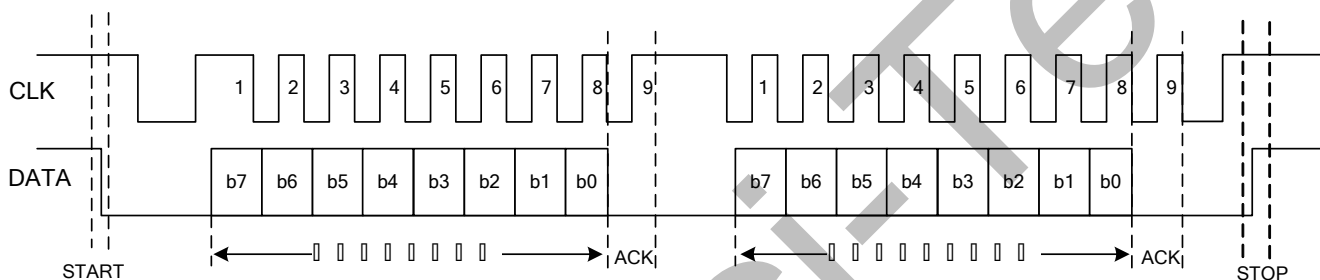 CLK 1 2 3 4 5 6 7 8 9 1 2 3 4 5 6 7 8 9
DATA b7 b6 b5 b4 b3 b2 b1 b0 b7 b6 b5 b4 b3 b2 b1 b0
START ACK ACK STOP
i-Te